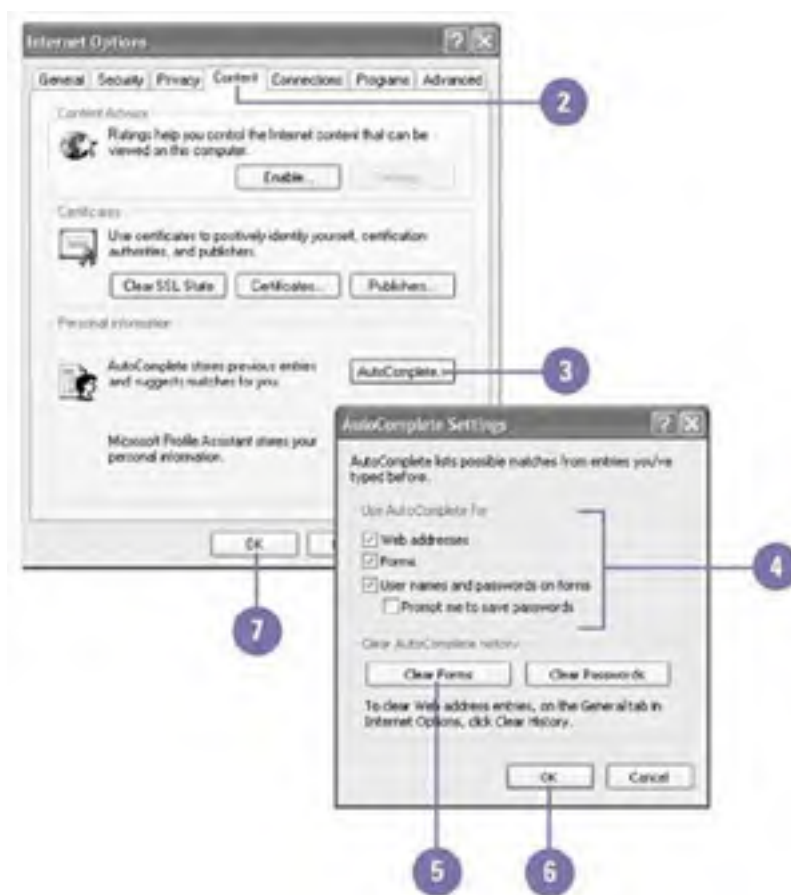 Internet Options
General Security Privacy Content Connections Programs Advanced
2
Content Advisor
Ratings help you control the Internet content that can be
viewed on this computer.
Enable...
Certificates
Use certificates to positively identify yourself, certification
authorities, and publishers.
Clear SSL State Certificates... Publishers...
Personal information
AutoComplete stores previous entries
and suggests matches for you.
AutoComplete...
3
Microsoft Profile Assistant stores your
personal information.
OK
7
AutoComplete Settings
AutoComplete lists possible matches from entries you've
typed before.
Use AutoComplete for
Web addresses
Forms
User names and passwords on forms
Prompt me to save passwords
4
Clear AutoComplete history
Clear Forms Clear Passwords
To clear Web address entries, on the General tab in
Internet Options, click Clear History.
OK Cancel
5 6